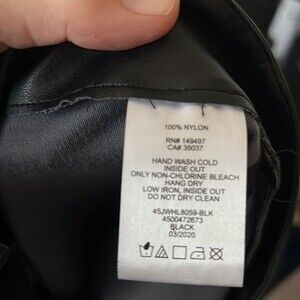 100% NYLON
RN# 149497
CA# 35037
HAND WASH COLD
INSIDE OUT
ONLY NON-CHLORINE BLEACH
HANG DRY
LOW IRON, INSIDE OUT
DO NOT DRY CLEAN
45JWHL8059-BLK
4500472673
BLACK
03/2020